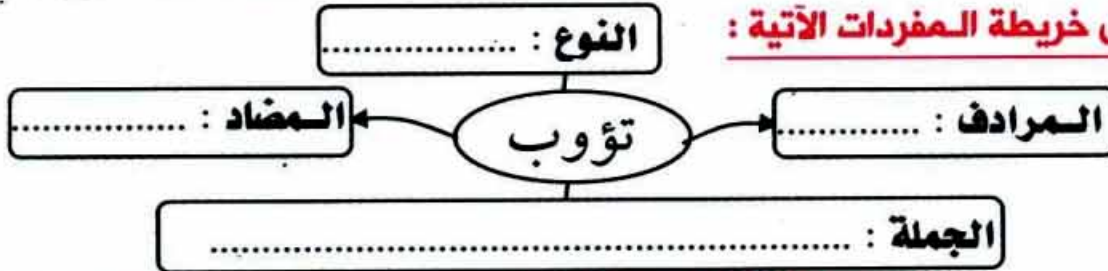 خريطة المفردات الآتية :
النوع : ..................
المرادف : ..............
تؤوب
المضاد : ................
الجملة : ................................................................